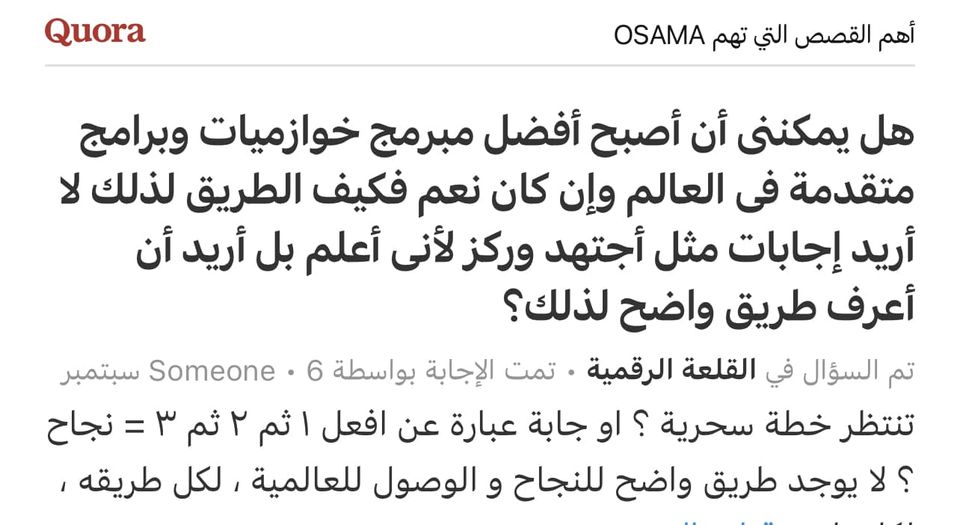 Quora
أهم القصص التي تهم OSAMA
هل يمكننى أن أصبح أفضل مبرمج خوازميات وبرامج
متقدمة فى العالم وإن كان نعم فكيف الطريق لذلك لا
أريد إجابات مثل أجتهد وركز لأنى أعلم بل أريد أن
أعرف طريق واضح لذلك؟
تم السؤال في القلعة الرقمية • تمت الإجابة بواسطة Someone • 6 سبتمبر
تنتظر خطة سحرية ؟ او جابة عبارة عن افعل ١ ثم ٢ ثم ٣ = نجاح
؟ لا يوجد طريق واضح للنجاح و الوصول للعالمية ، لكل طريقه ،